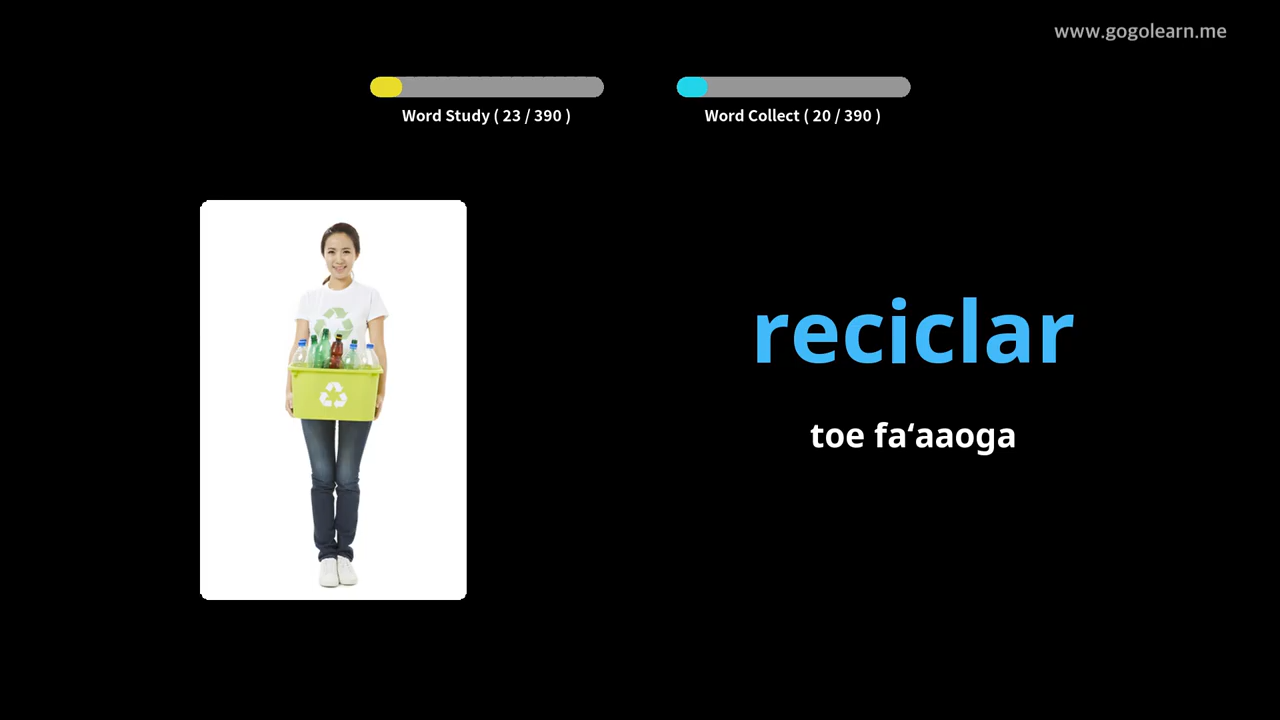 www.gogolearn.me
Word Study ( 23 / 390 )
Word Collect ( 20 / 390 )
reciclar
toe faʻaaoga